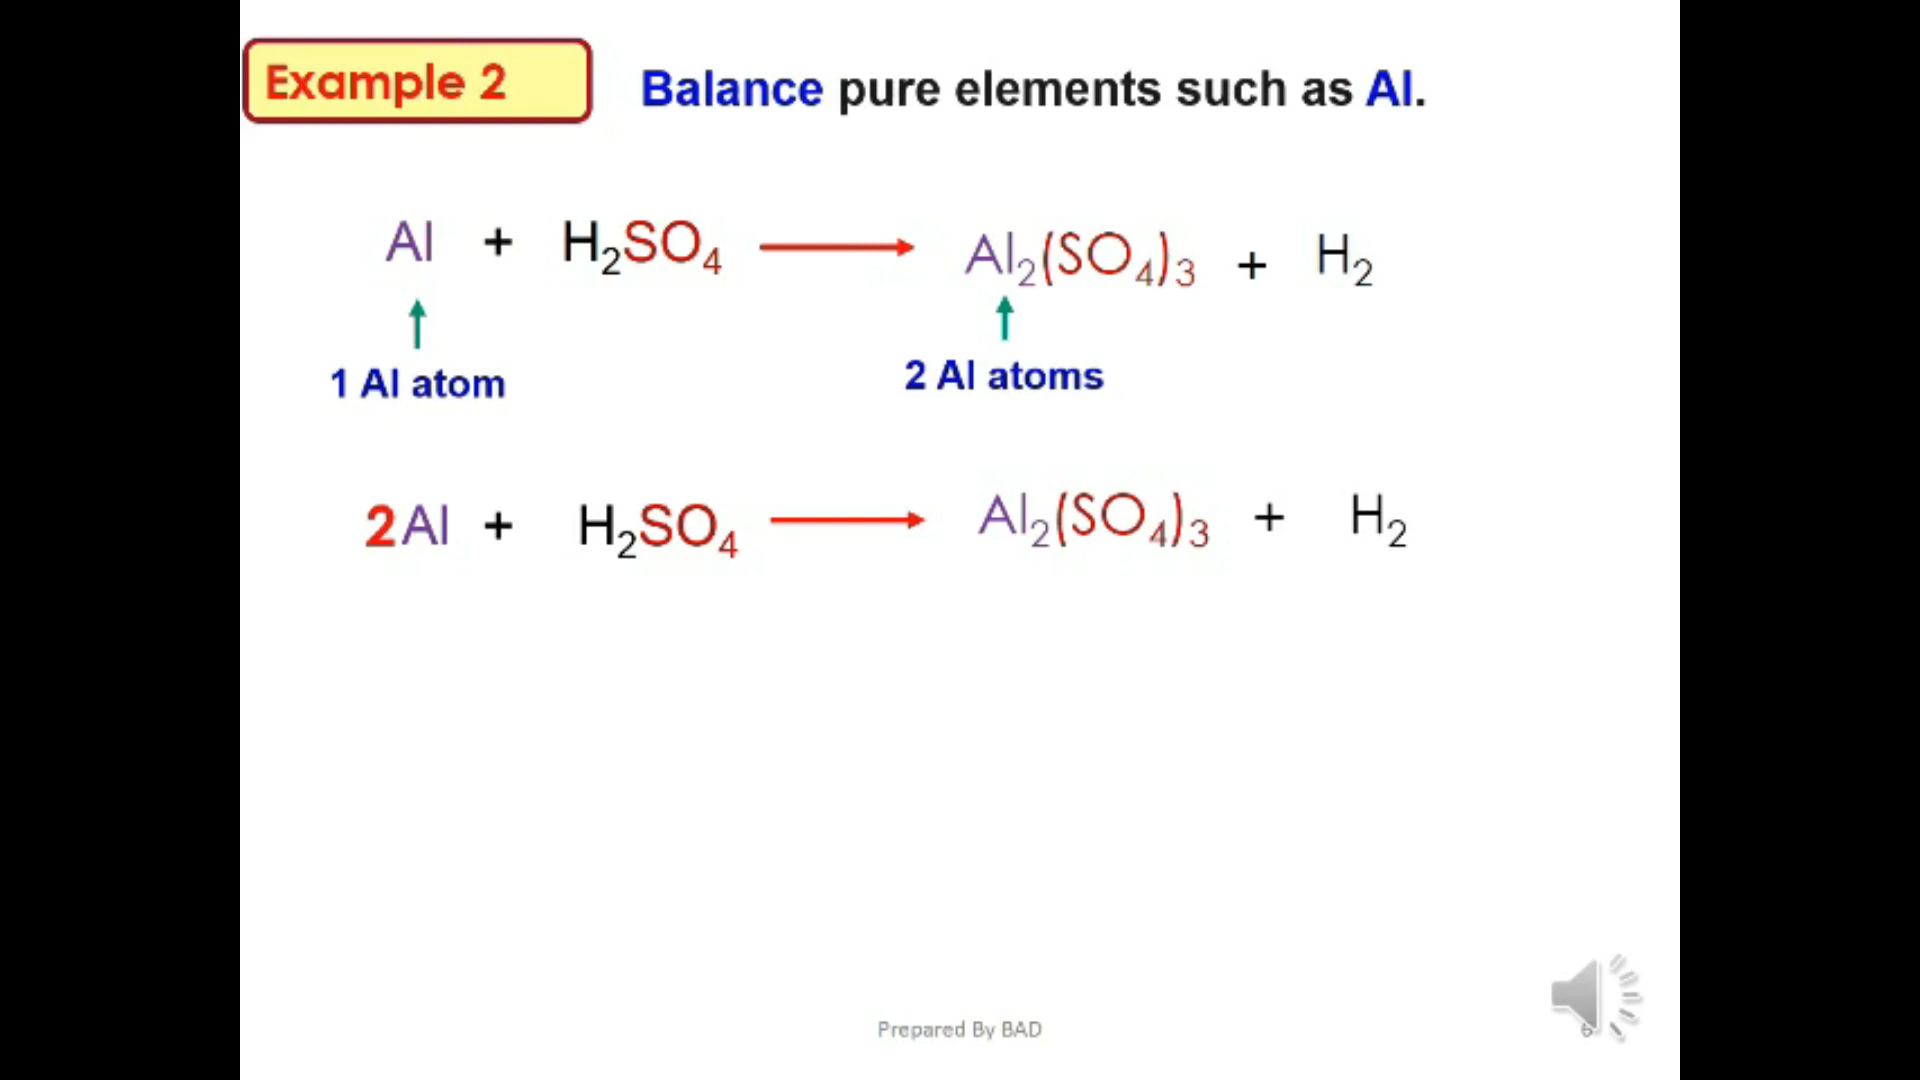 Example 2
Balance pure elements such as Al.
Al + H₂SO₄ ⟶ Al₂(SO₄)₃ + H₂
1 Al atom
2 Al atoms
2Al + H₂SO₄ ⟶ Al₂(SO₄)₃ + H₂
Prepared By BAD
6